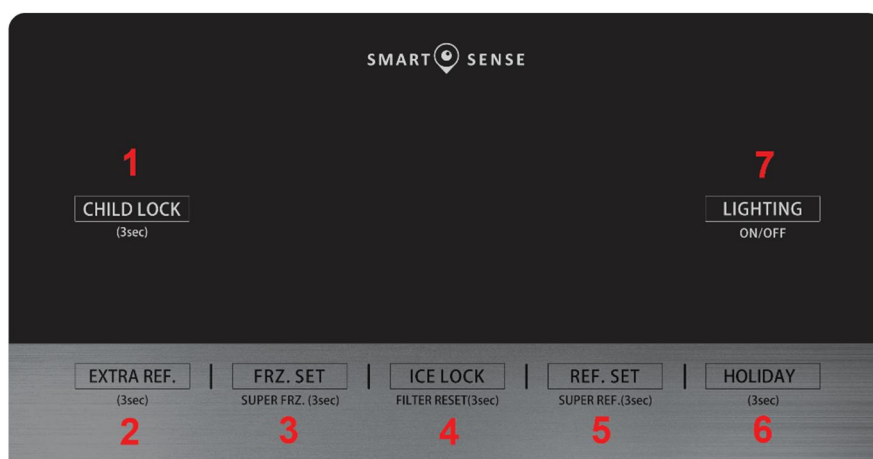 SMART SENSE
1
7
CHILD LOCK
(3sec)
LIGHTING
ON/OFF
EXTRA REF. | FRZ. SET | ICE LOCK | REF. SET | HOLIDAY
(3sec) SUPER FRZ. (3sec) FILTER RESET(3sec) SUPER REF.(3sec) (3sec)
2 3 4 5 6